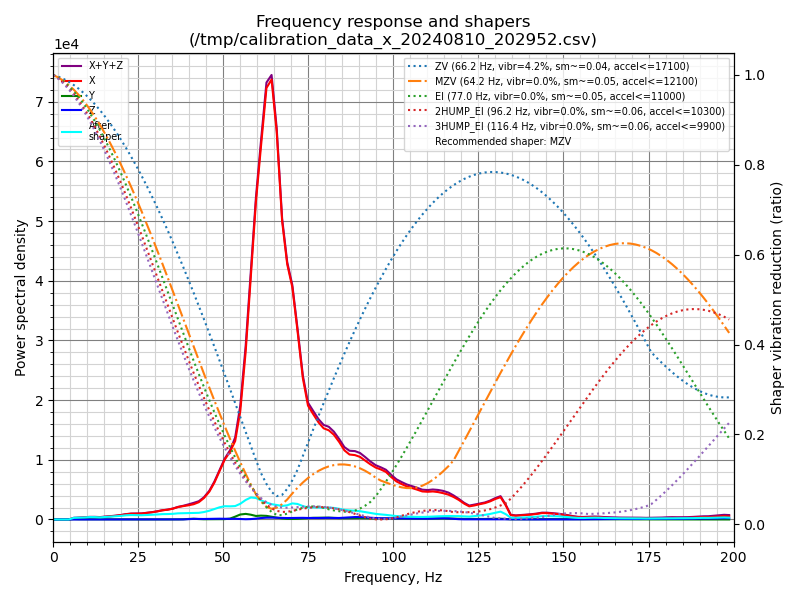 Frequency response and shapers
(/tmp/calibration_data_x_20240810_202952.csv)
1e4
X+Y+Z
X
Y
Z
After
shaper
ZV (66.2 Hz, vibr=4.2%, sm~=0.04, accel<=17100)
MZV (64.2 Hz, vibr=0.0%, sm~=0.05, accel<=12100)
EI (77.0 Hz, vibr=0.0%, sm~=0.05, accel<=11000)
2HUMP_EI (96.2 Hz, vibr=0.0%, sm~=0.06, accel<=10300)
3HUMP_EI (116.4 Hz, vibr=0.0%, sm~=0.06, accel<=9900)
Recommended shaper: MZV
Power spectral density
7
6
5
4
3
2
1
0
1.0
0.8
0.6
0.4
0.2
0.0
Shaper vibration reduction (ratio)
0 25 50 75 100 125 150 175 200
Frequency, Hz